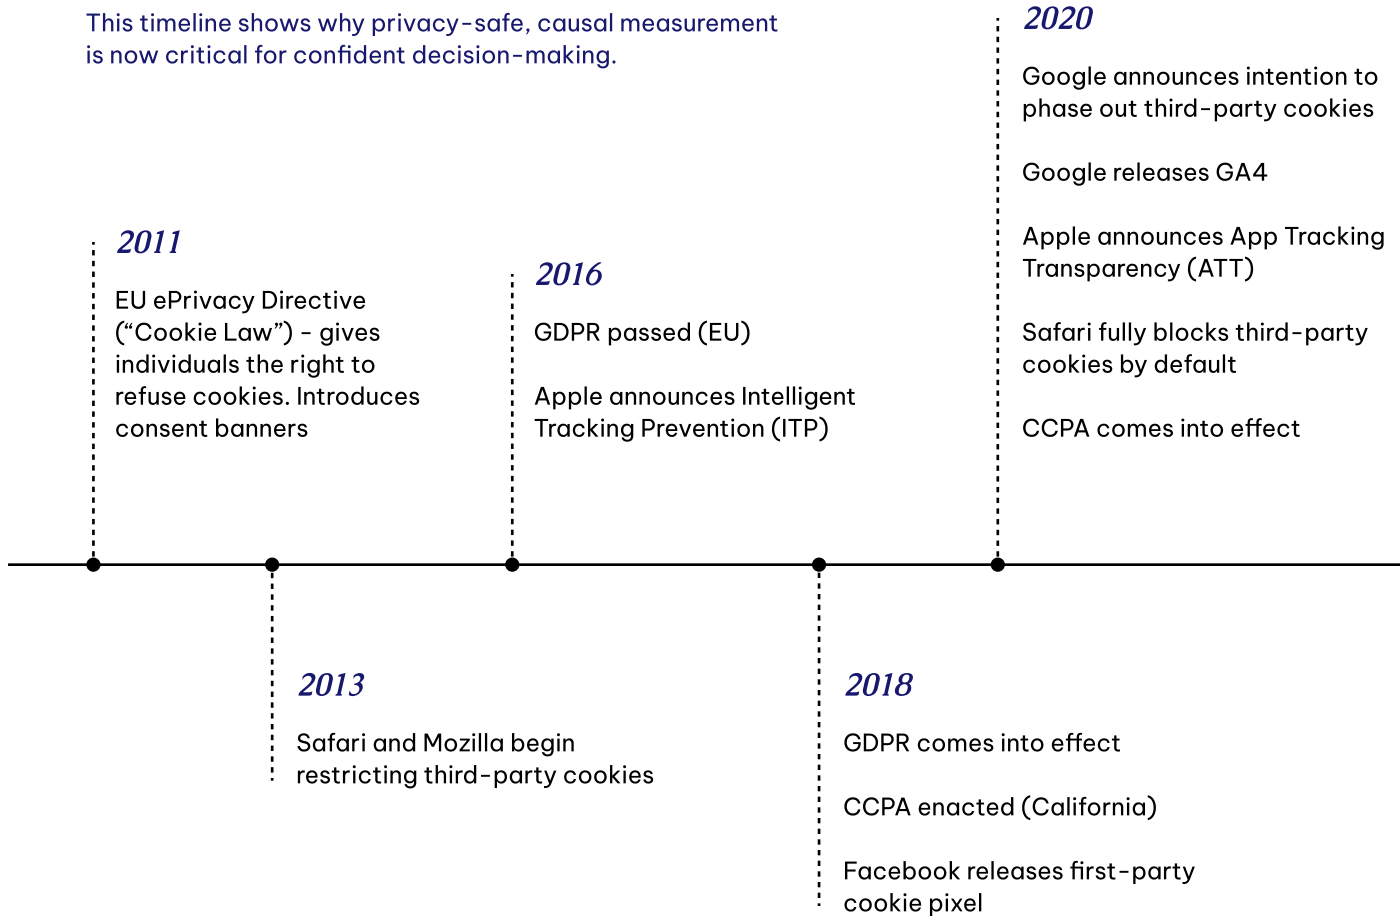 This timeline shows why privacy-safe, causal measurement
is now critical for confident decision-making.
2011
EU ePrivacy Directive
(“Cookie Law”) - gives
individuals the right to
refuse cookies. Introduces
consent banners
2013
Safari and Mozilla begin
restricting third-party cookies
2016
GDPR passed (EU)
Apple announces Intelligent
Tracking Prevention (ITP)
2018
GDPR comes into effect
CCPA enacted (California)
Facebook releases first-party
cookie pixel
2020
Google announces intention to
phase out third-party cookies
Google releases GA4
Apple announces App Tracking
Transparency (ATT)
Safari fully blocks third-party
cookies by default
CCPA comes into effect